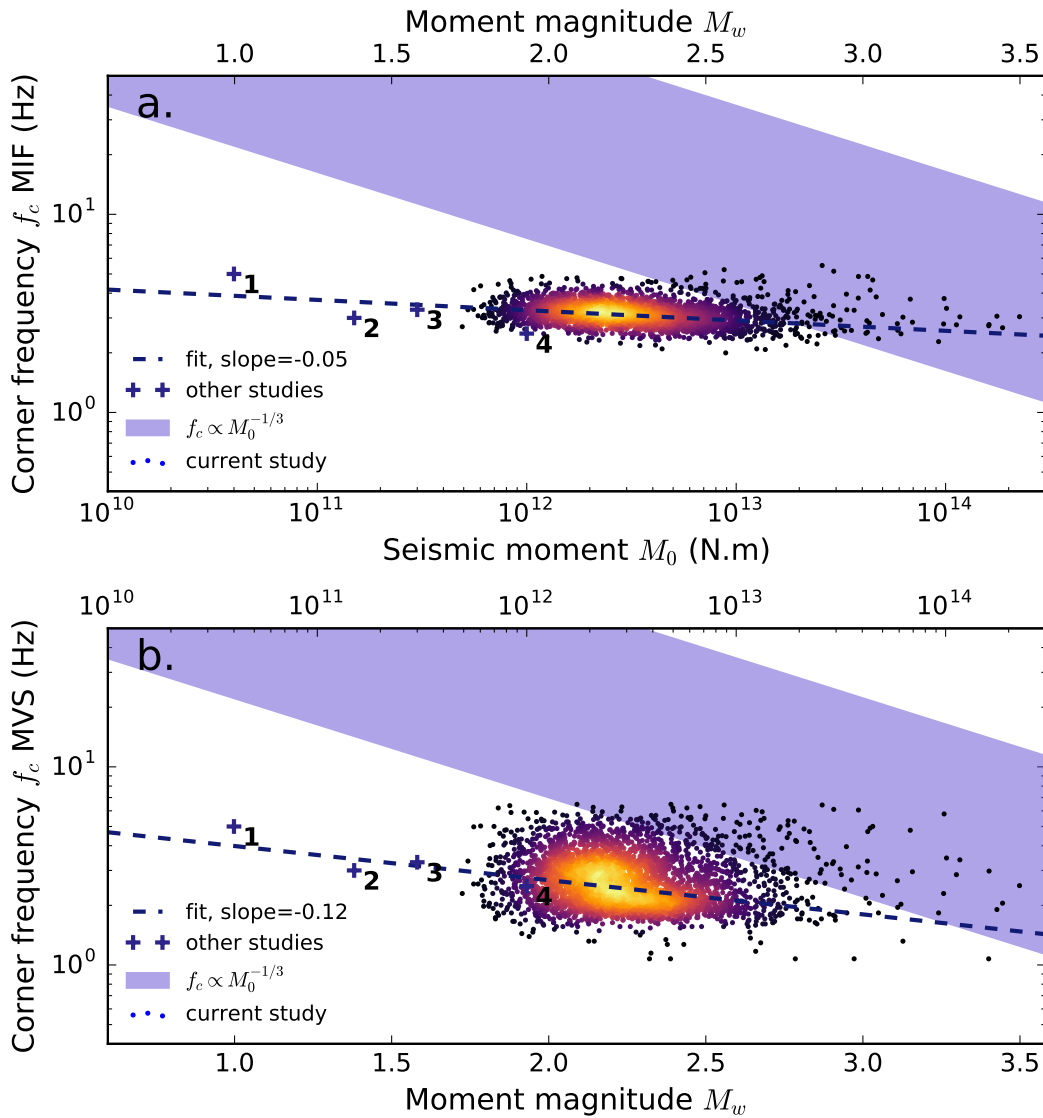 Moment magnitude M_w
1.0 1.5 2.0 2.5 3.0 3.5
a.
Corner frequency f_c MIF (Hz)
10^1
10^0
1
2
3
4
fit, slope=-0.05
other studies
f_c ∝ M_0^{-1/3}
current study
10^10 10^11 10^12 10^13 10^14
Seismic moment M_0 (N.m)
10^10 10^11 10^12 10^13 10^14
b.
Corner frequency f_c MVS (Hz)
10^1
10^0
1
2
3
4
fit, slope=-0.12
other studies
f_c ∝ M_0^{-1/3}
current study
1.0 1.5 2.0 2.5 3.0 3.5
Moment magnitude M_w